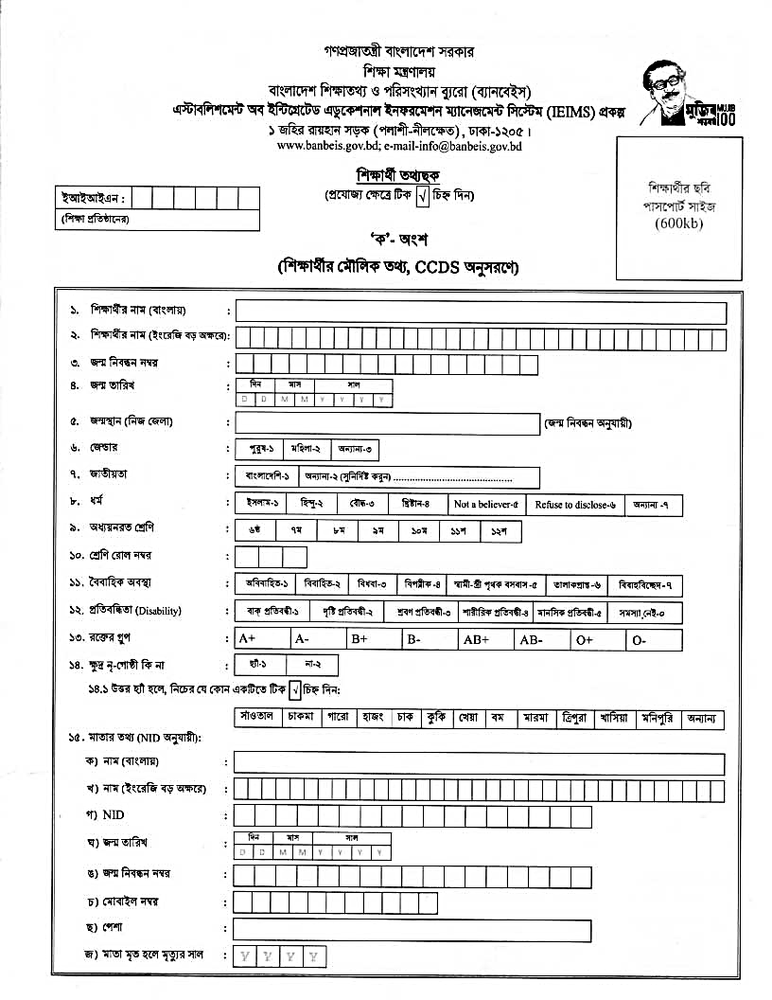 গণপ্রজাতন্ত্রী বাংলাদেশ সরকার
শিক্ষা মন্ত্রণালয়
বাংলাদেশ শিক্ষাতথ্য ও পরিসংখ্যান ব্যুরো (ব্যানবেইস)
এস্টাবলিশমেন্ট অব ইন্টিগ্রেটেড এডুকেশনাল ইনফরমেশন ম্যানেজমেন্ট সিস্টেম (IEIMS) প্রকল্প
১ জহির রায়হান সড়ক (পলাশী-নীলক্ষেত), ঢাকা-১২০৫।
www.banbeis.gov.bd; e-mail-info@banbeis.gov.bd
মুজিব MUJIB
শতবর্ষ 100
শিক্ষার্থী তথ্যছক
(প্রযোজ্য ক্ষেত্রে টিক √ চিহ্ন দিন)
ইআইআইএন :
(শিক্ষা প্রতিষ্ঠানের)
শিক্ষার্থীর ছবি
পাসপোর্ট সাইজ
(600kb)
‘ক’- অংশ
(শিক্ষার্থীর মৌলিক তথ্য, CCDS অনুসরণে)
১. শিক্ষার্থীর নাম (বাংলায়) :
২. শিক্ষার্থীর নাম (ইংরেজি বড় অক্ষরে):
৩. জন্ম নিবন্ধন নম্বর :
৪. জন্ম তারিখ : দিন মাস সাল
D D M M Y Y Y Y
৫. জন্মস্থান (নিজ জেলা) : (জন্ম নিবন্ধন অনুযায়ী)
৬. জেন্ডার : পুরুষ-১ মহিলা-২ অন্যান্য-৩
৭. জাতীয়তা : বাংলাদেশি-১ অন্যান্য-২ (সুনির্দিষ্ট করুন) ............................................
৮. ধর্ম : ইসলাম-১ হিন্দু-২ বৌদ্ধ-৩ খ্রিষ্টান-৪ Not a believer-৫ Refuse to disclose-৬ অন্যান্য -৭
৯. অধ্যয়নরত শ্রেণি : ৬ষ্ঠ ৭ম ৮ম ৯ম ১০ম ১১শ ১২শ
১০. শ্রেণি রোল নম্বর :
১১. বৈবাহিক অবস্থা : অবিবাহিত-১ বিবাহিত-২ বিধবা-৩ বিপত্নীক-৪ স্বামী-স্ত্রী পৃথক বসবাস-৫ তালাকপ্রাপ্ত-৬ বিবাহবিচ্ছেদ-৭
১২. প্রতিবন্ধিতা (Disability) : বাক্ প্রতিবন্ধী-১ দৃষ্টি প্রতিবন্ধী-২ শ্রবণ প্রতিবন্ধী-৩ শারীরিক প্রতিবন্ধী-৪ মানসিক প্রতিবন্ধী-৫ সমস্যা নেই-০
১৩. রক্তের গ্রুপ : A+ A- B+ B- AB+ AB- O+ O-
১৪. ক্ষুদ্র নৃ-গোষ্ঠী কি না : হ্যাঁ-১ না-২
১৪.১ উত্তর হ্যাঁ হলে, নিচের যে কোন একটিতে টিক √ চিহ্ন দিন:
সাঁওতাল চাকমা গারো হাজং চাক কুকি খেয়া বম মারমা ত্রিপুরা খাসিয়া মনিপুরি অন্যান্য
১৫. মাতার তথ্য (NID অনুযায়ী):
ক) নাম (বাংলায়) :
খ) নাম (ইংরেজি বড় অক্ষরে) :
গ) NID :
ঘ) জন্ম তারিখ : দিন মাস সাল
D D M M Y Y Y Y
ঙ) জন্ম নিবন্ধন নম্বর :
চ) মোবাইল নম্বর :
ছ) পেশা :
জ) মাতা মৃত হলে মৃত্যুর সাল : Y Y Y Y